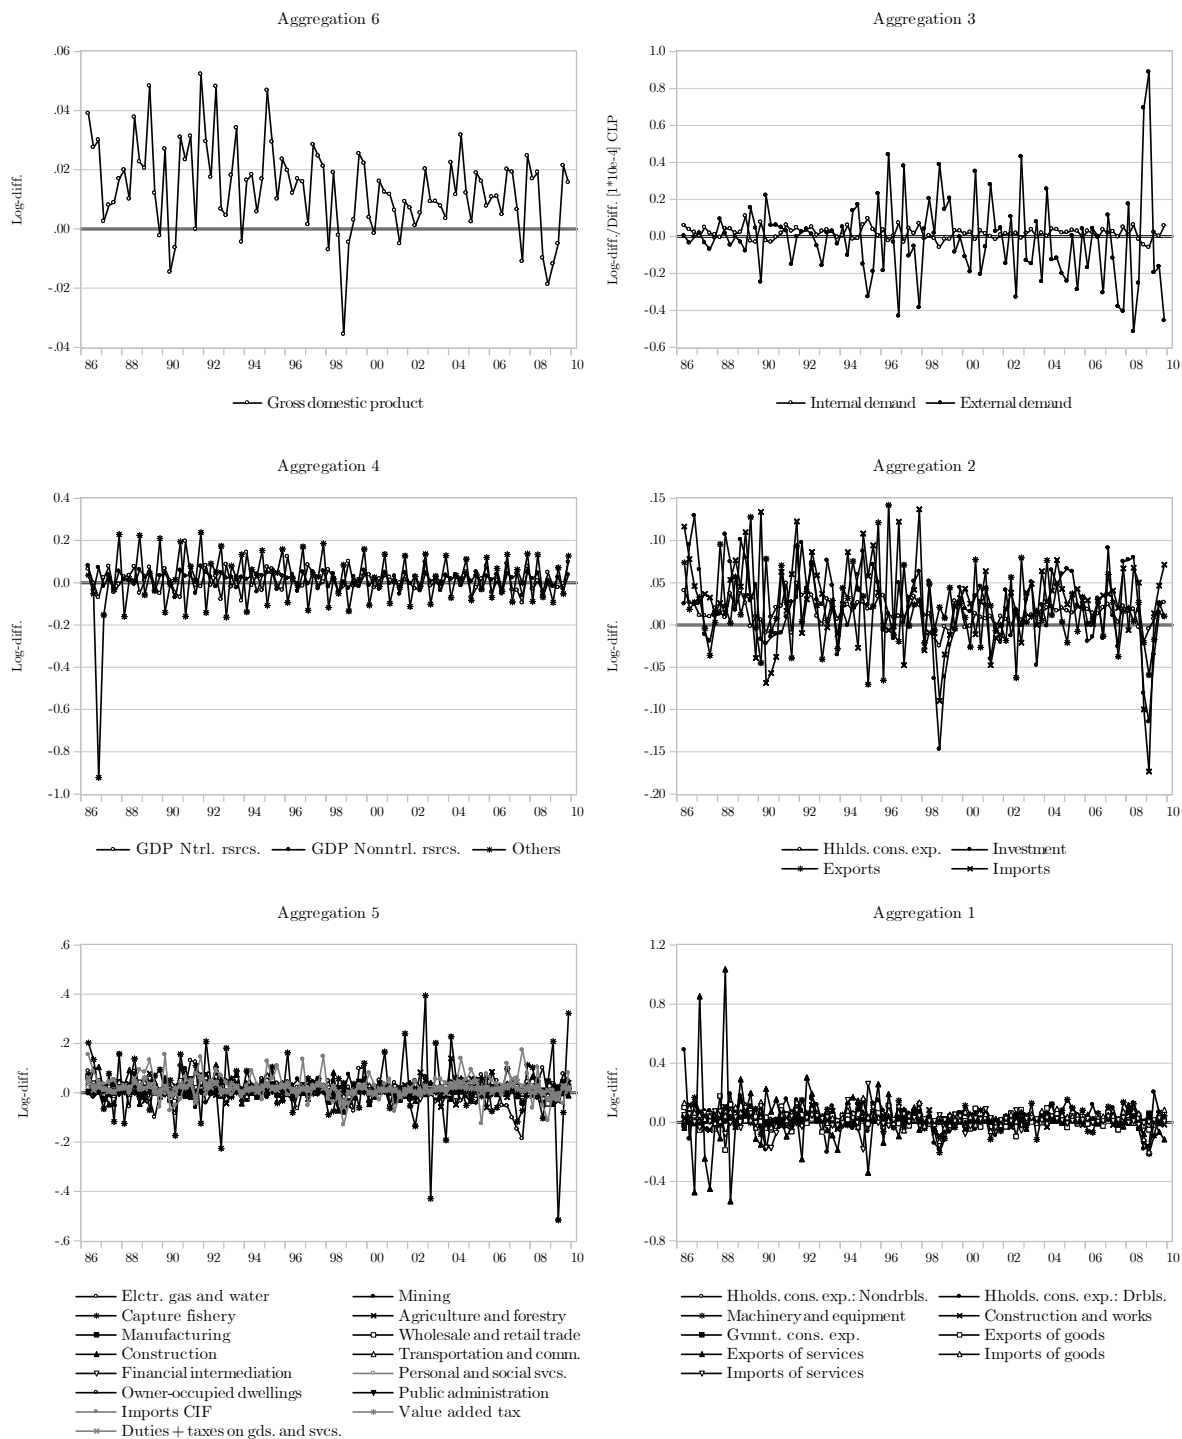 Aggregation 6
.06
.04
.02
.00
-.02
-.04
Log-diff.
86 88 90 92 94 96 98 00 02 04 06 08 10
Gross domestic product
Aggregation 3
1.0
0.8
0.6
0.4
0.2
0.0
-0.2
-0.4
-0.6
Log-diff./Diff. [1*10e-4] CLP
86 88 90 92 94 96 98 00 02 04 06 08 10
Internal demand External demand
Aggregation 4
0.4
0.2
0.0
-0.2
-0.4
-0.6
-0.8
-1.0
Log-diff.
86 88 90 92 94 96 98 00 02 04 06 08 10
GDP Ntrl. rsrcs. GDP Nonntrl. rsrcs. Others
Aggregation 2
.15
.10
.05
.00
-.05
-.10
-.15
-.20
Log-diff.
86 88 90 92 94 96 98 00 02 04 06 08 10
Hhlds. cons. exp. Investment
Exports Imports
Aggregation 5
.6
.4
.2
.0
-.2
-.4
-.6
Log-diff.
86 88 90 92 94 96 98 00 02 04 06 08 10
Elctr. gas and water Mining
Capture fishery Agriculture and forestry
Manufacturing Wholesale and retail trade
Construction Transportation and comm.
Financial intermediation Personal and social svcs.
Owner-occupied dwellings Public administration
Imports CIF Value added tax
Duties + taxes on gds. and svcs.
Aggregation 1
1.2
0.8
0.4
0.0
-0.4
-0.8
Log-diff.
86 88 90 92 94 96 98 00 02 04 06 08 10
Hholds. cons. exp.: Nondrbls. Hholds. cons. exp.: Drbls.
Machinery and equipment Construction and works
Gvmnt. cons. exp. Exports of goods
Exports of services Imports of goods
Imports of services